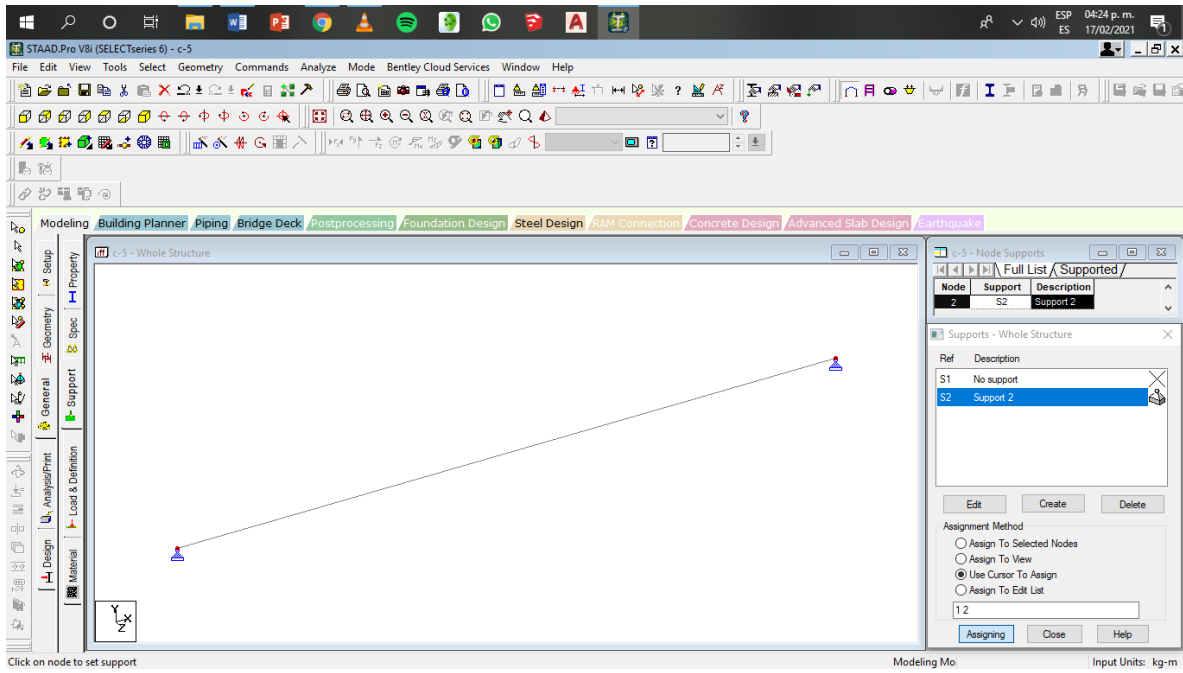 ESP 04:24 p. m.
ES 17/02/2021
STAAD.Pro V8i (SELECTseries 6) - c-5
File Edit View Tools Select Geometry Commands Analyze Mode Bentley Cloud Services Window Help
Modeling Building Planner Piping Bridge Deck Postprocessing Foundation Design Steel Design RAM Connection Concrete Design Advanced Slab Design Earthquake
Setup
Geometry
General
Analysis/Print
Design
Property
Spec
Support
Load & Definition
Material
c-5 - Whole Structure
Y
X
Z
c-5 - Node Supports
Full List Supported
Node Support Description
2 S2 Support 2
Supports - Whole Structure
Ref Description
S1 No support
S2 Support 2
Edit Create Delete
Assignment Method
Assign To Selected Nodes
Assign To View
Use Cursor To Assign
Assign To Edit List
1 2
Assigning Close Help
Click on node to set support
Modeling Mo
Input Units: kg-m